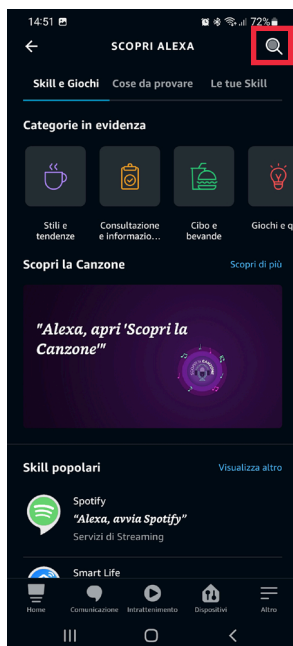 14:51
72%
SCOPRI ALEXA
Skill e Giochi Cose da provare Le tue Skill
Categorie in evidenza
Stili e tendenze
Consultazione e informazio...
Cibo e bevande
Giochi e q
Scopri la Canzone Scopri di più
"Alexa, apri 'Scopri la
Canzone'"
Skill popolari Visualizza altro
Spotify
"Alexa, avvia Spotify"
Servizi di Streaming
Smart Life
Home Comunicazione Intrattenimento Dispositivi Altro